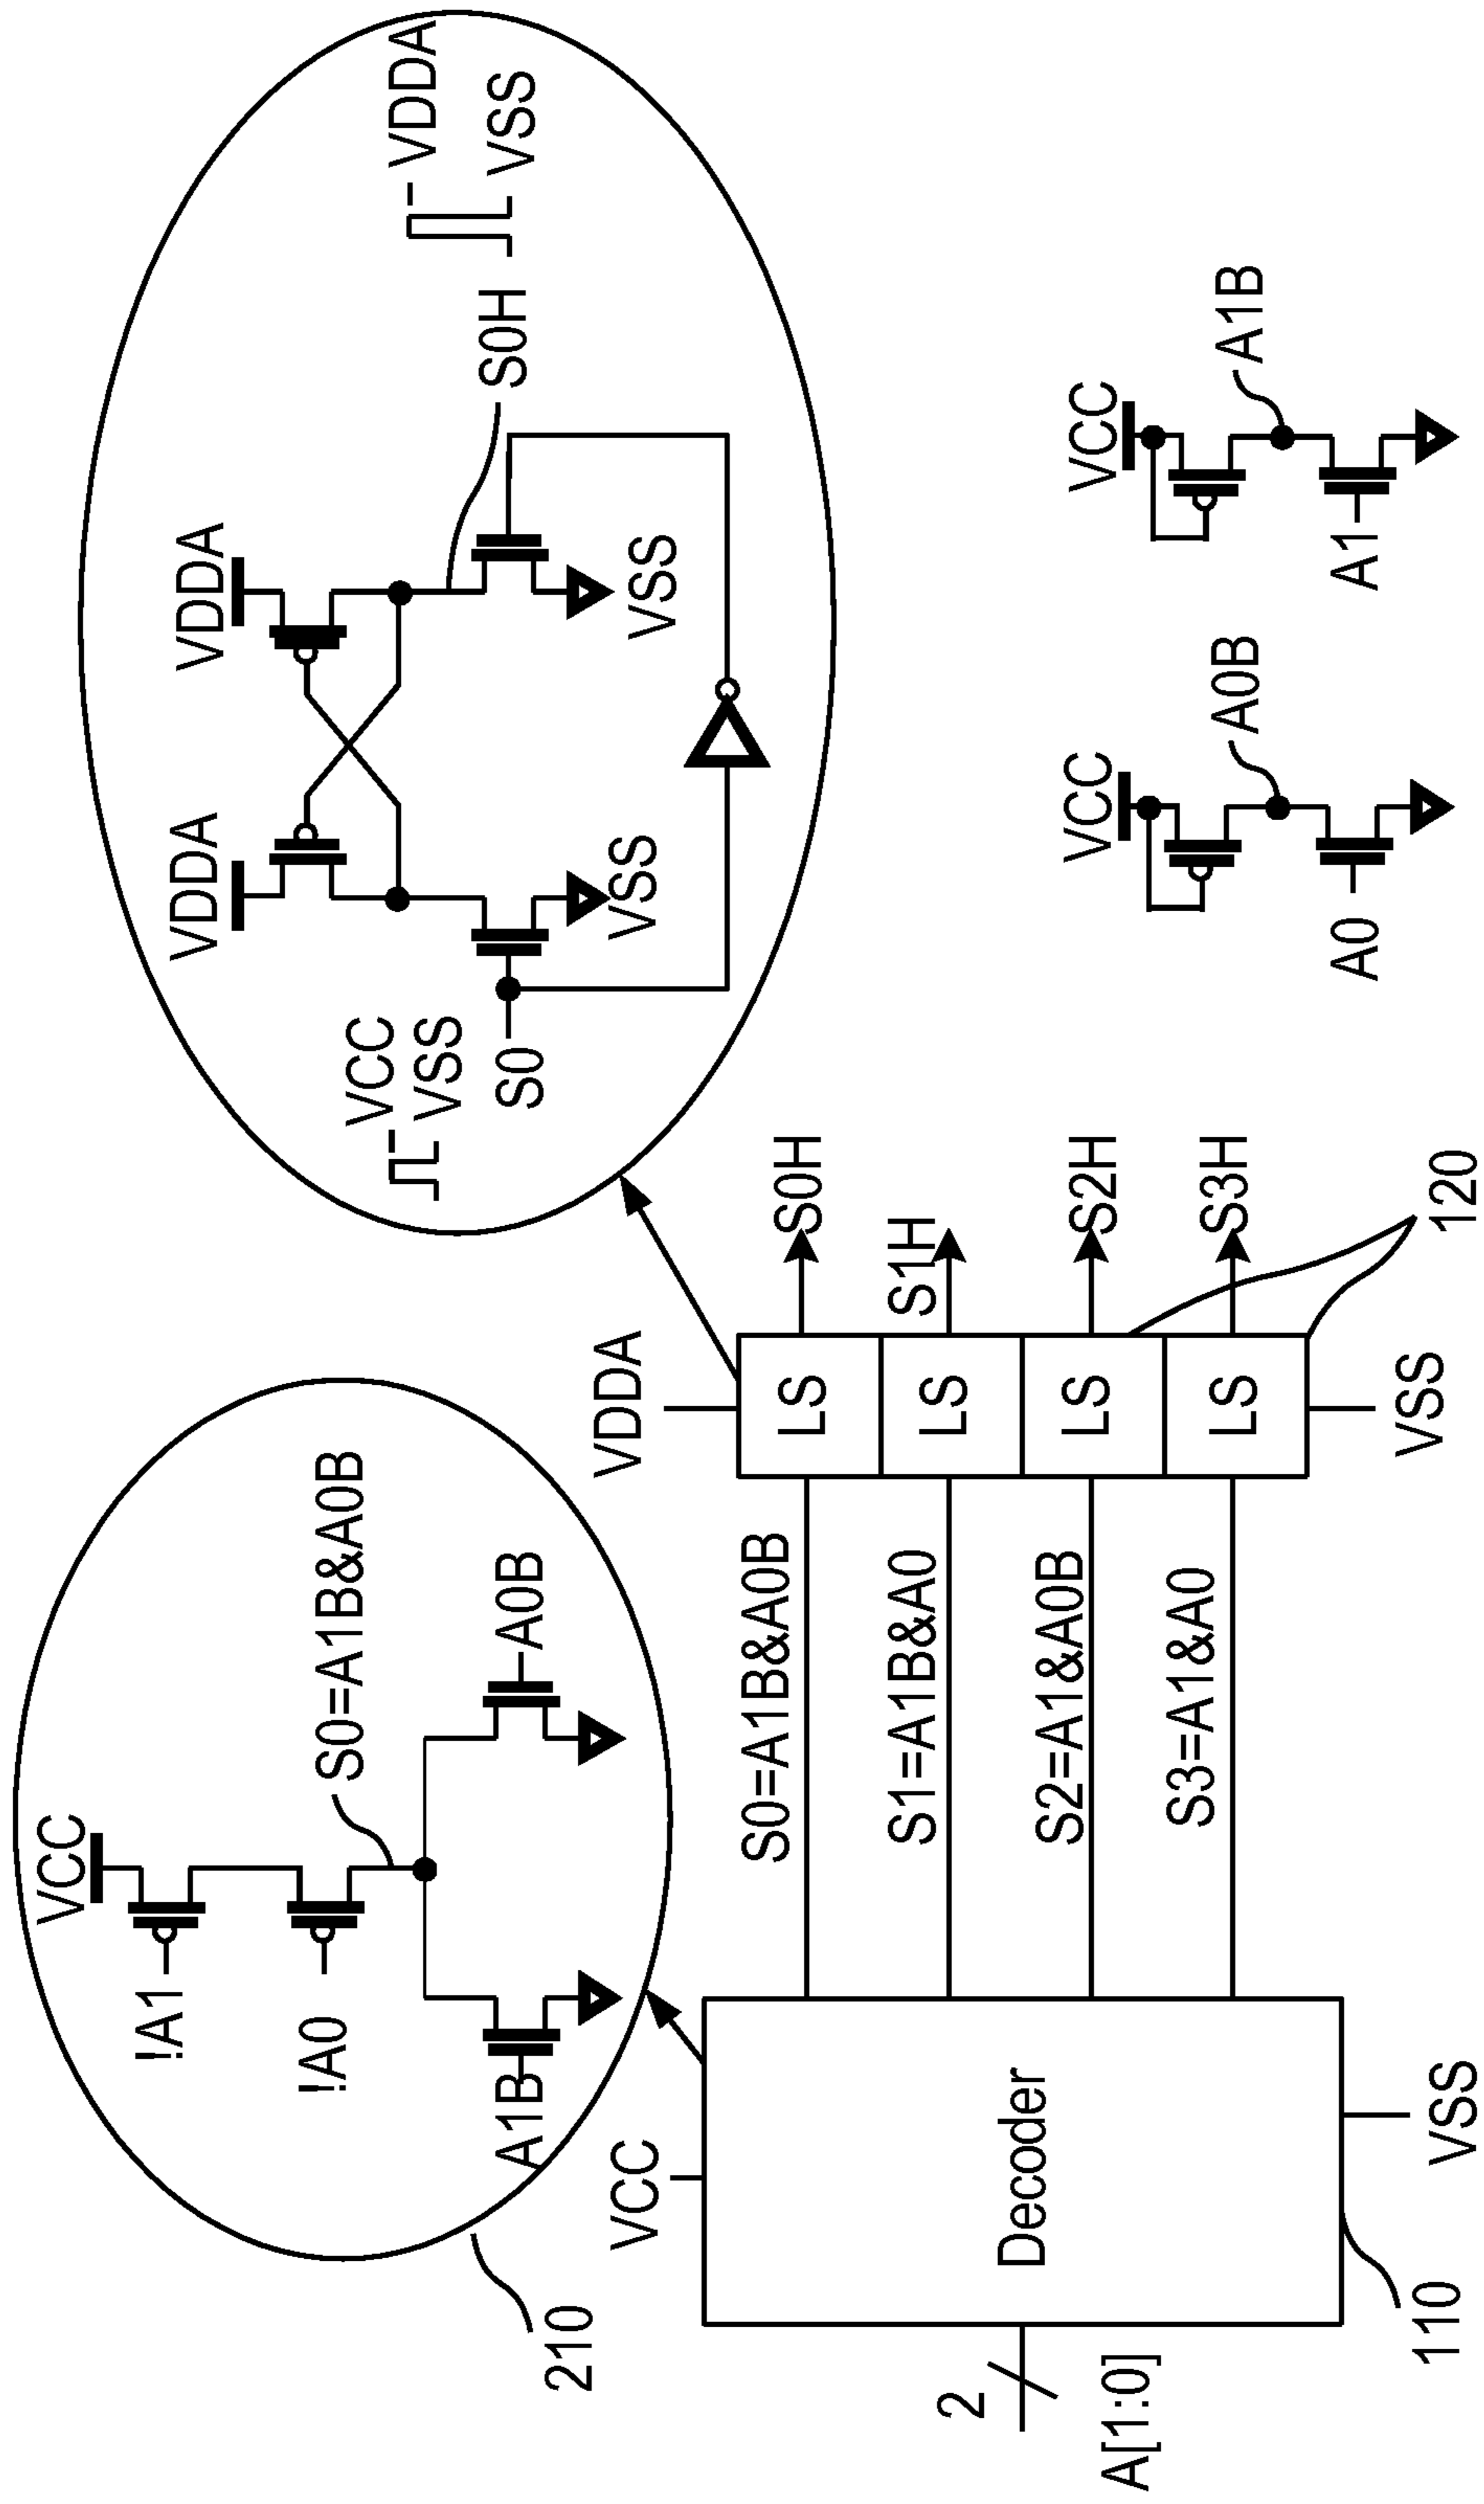 VCC
!A1
!A0
S0=A1B&A0B
A1B
A0B
210
VCC
VSS
S0
VDDA
VDDA
VSS
VSS
S0H
VDDA
VSS
2
A[1:0]
VCC
Decoder
VSS
110
S0=A1B&A0B
S1=A1B&A0
S2=A1&A0B
S3=A1&A0
VDDA
LS
LS
LS
LS
VSS
S0H
S1H
S2H
S3H
120
VCC
A0B
A0
VCC
A1B
A1